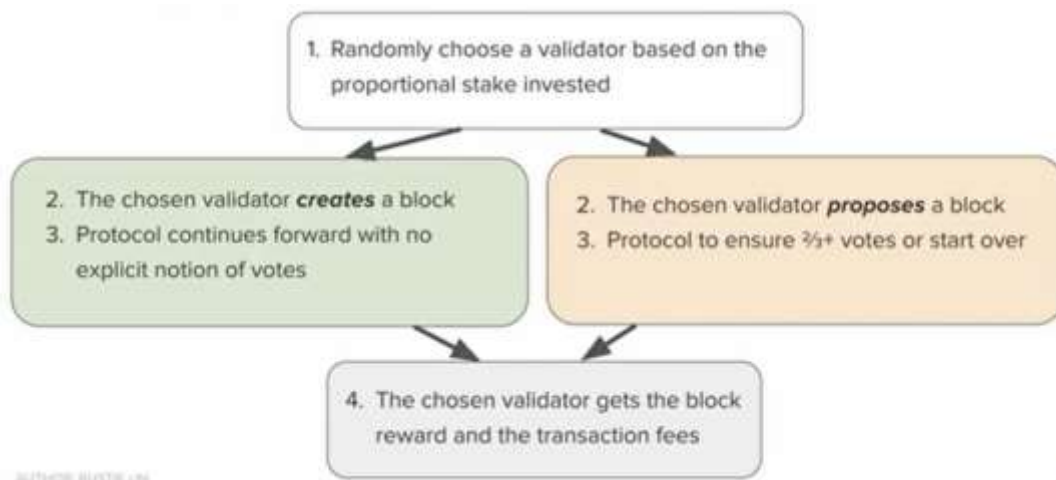 1. Randomly choose a validator based on the
proportional stake invested
2. The chosen validator creates a block
3. Protocol continues forward with no
explicit notion of votes
2. The chosen validator proposes a block
3. Protocol to ensure ⅔+ votes or start over
4. The chosen validator gets the block
reward and the transaction fees
AUTHOR: